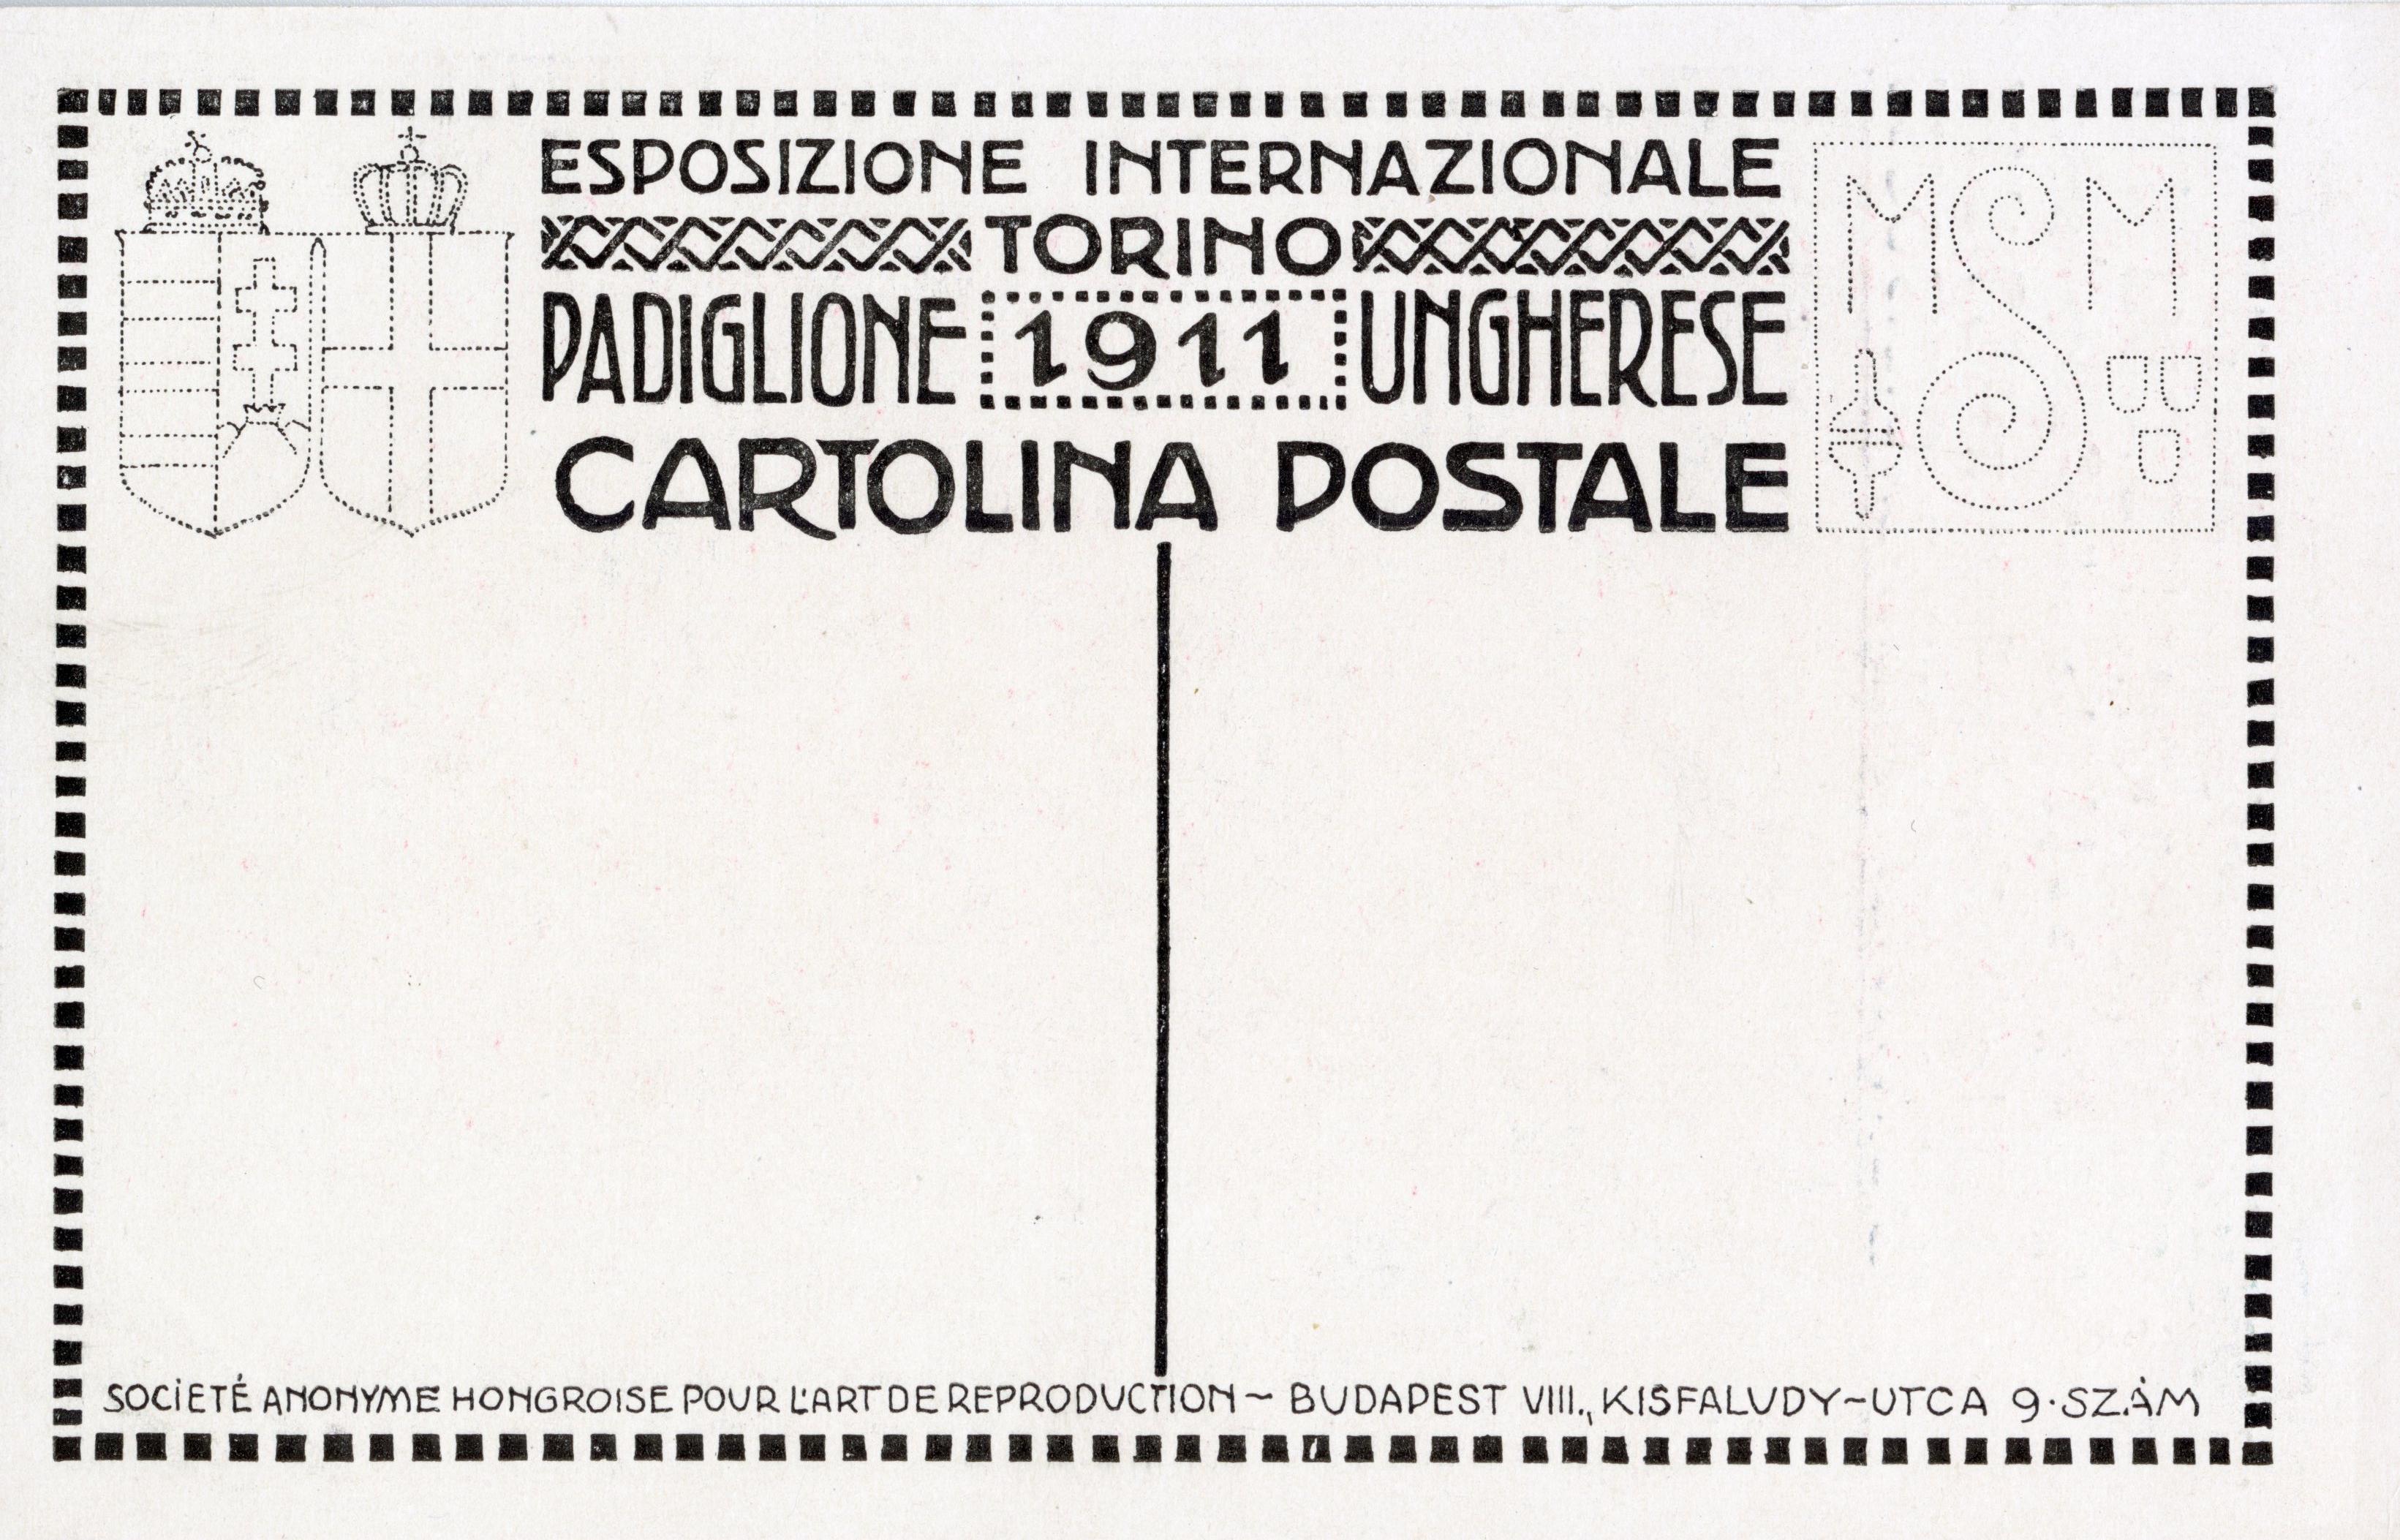 ESPOSIZIONE INTERNAZIONALE
TORINO
PADIGLIONE 1911 UNGHERESE
CARTOLINA POSTALE
M S M
SOCIETÉ ANONYME HONGROISE POUR L'ART DE REPRODUCTION ~ BUDAPEST VIII., KISFALUDY~UTCA 9·SZÁM